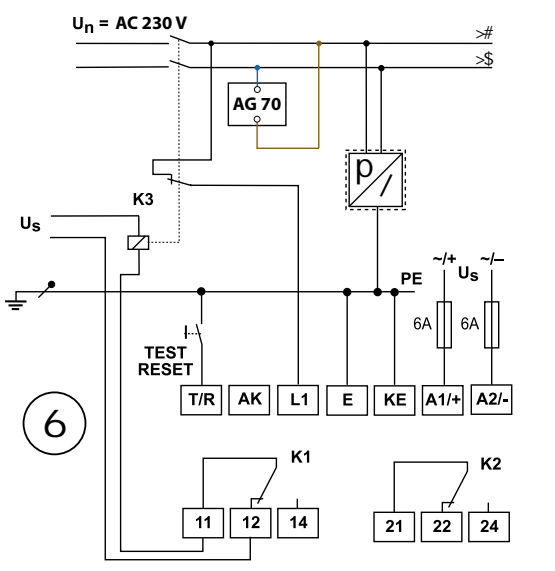 Un = AC 230 V
>#
>$
AG 70
p
/
K3
Us
~/+ ~/–
PE Us
6A 6A
TEST
RESET
T/R AK L1 E KE A1/+ A2/-
6
K1
K2
11 12 14
21 22 24